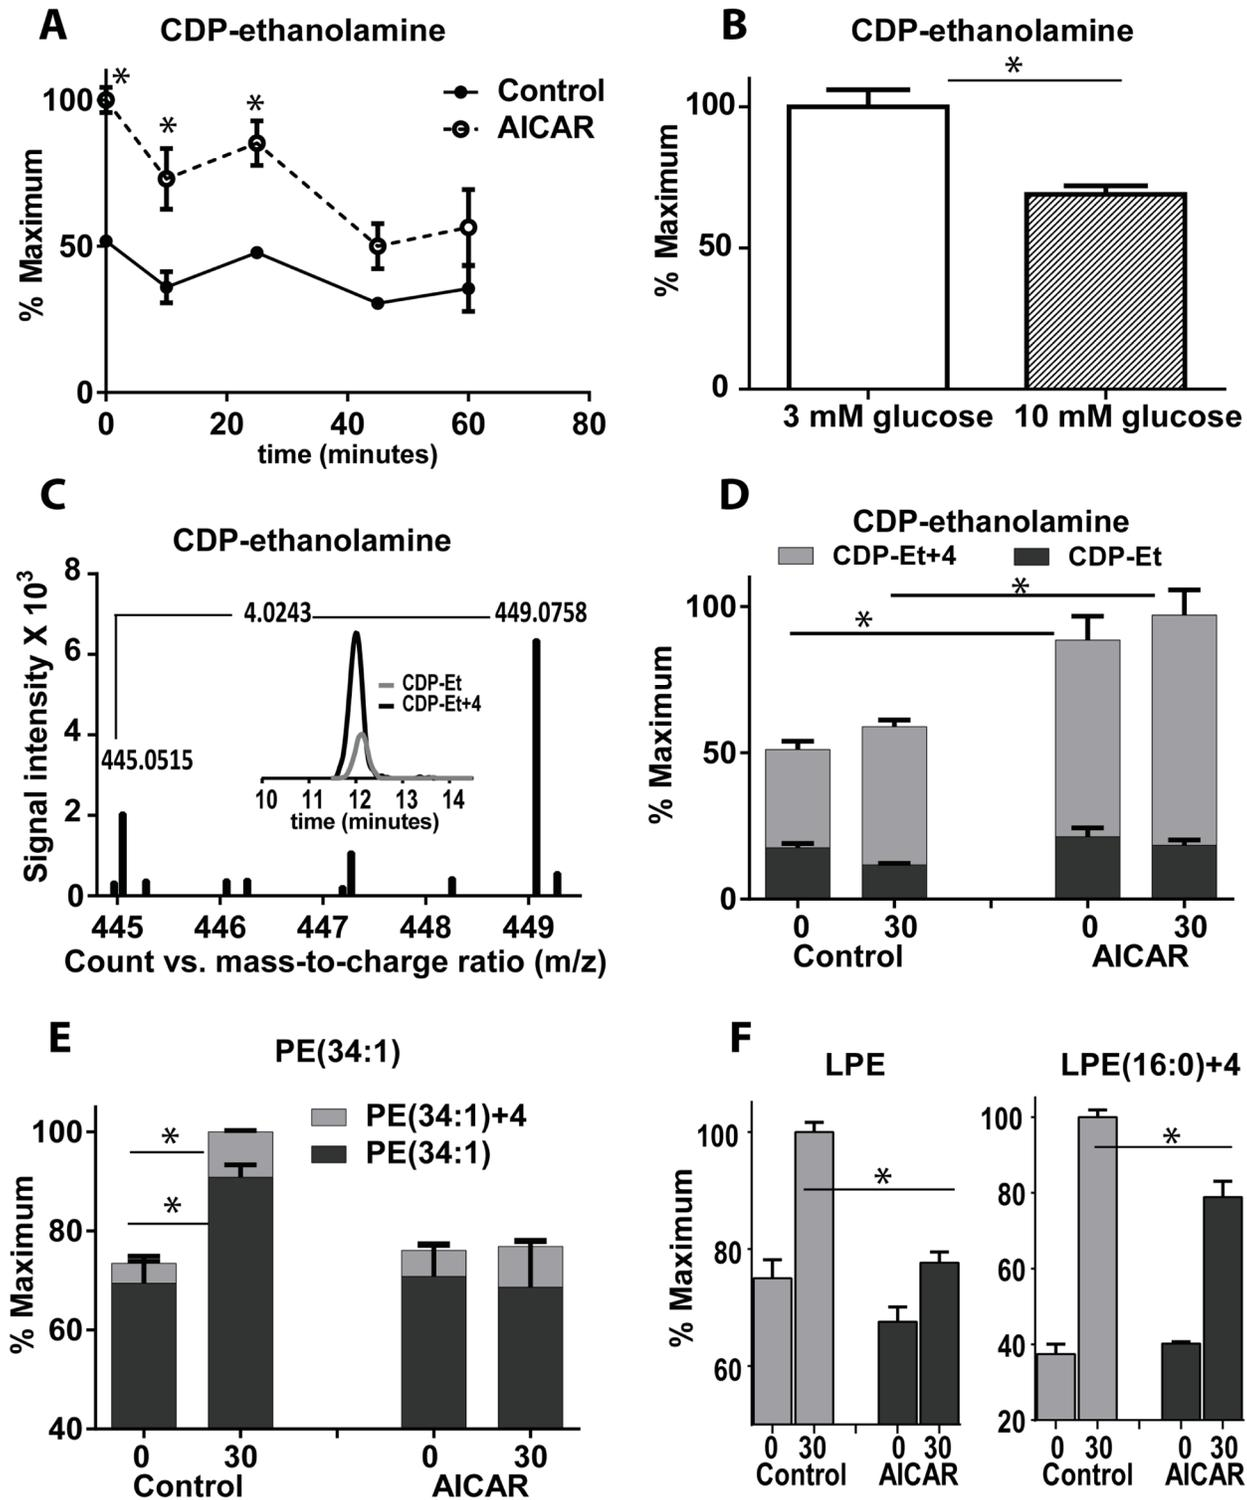 A
CDP-ethanolamine
*
*
*
Control
AICAR
100
50
0
% Maximum
0 20 40 60 80
time (minutes)
B
CDP-ethanolamine
*
100
50
0
% Maximum
3 mM glucose 10 mM glucose
C
CDP-ethanolamine
8
6
4
2
0
Signal intensity X 10³
4.0243 449.0758
445.0515
CDP-Et
CDP-Et+4
10 11 12 13 14
time (minutes)
445 446 447 448 449
Count vs. mass-to-charge ratio (m/z)
D
CDP-ethanolamine
CDP-Et+4 CDP-Et
*
*
100
50
0
% Maximum
0 30 0 30
Control AICAR
E
PE(34:1)
PE(34:1)+4
PE(34:1)
*
*
100
80
60
40
% Maximum
0 30 0 30
Control AICAR
F
LPE
*
100
80
60
% Maximum
0 30 0 30
Control AICAR
LPE(16:0)+4
*
100
80
60
40
20
0 30 0 30
Control AICAR